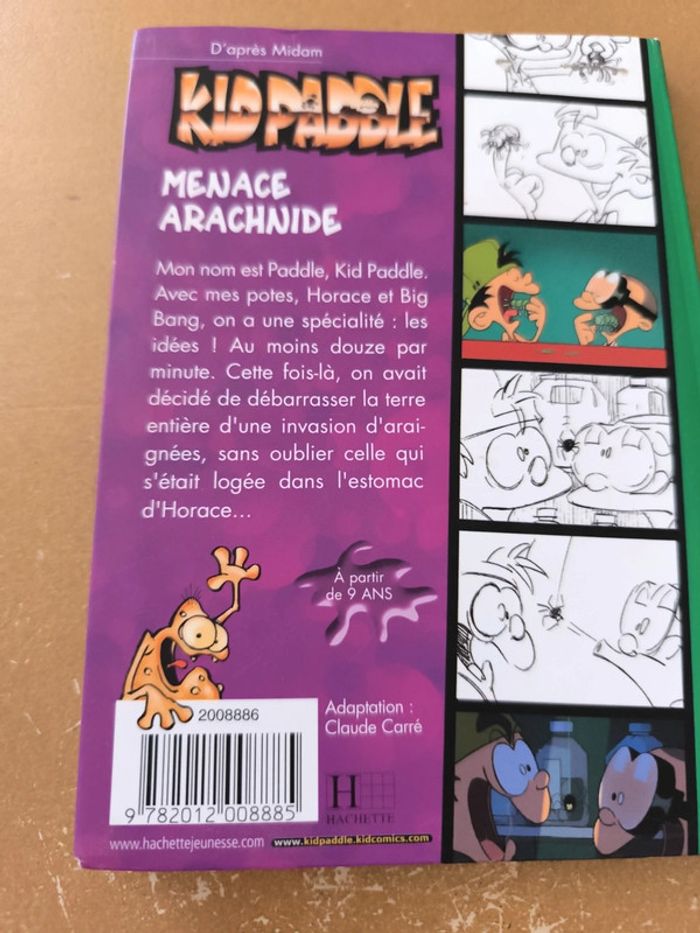 D'après Midam
KID PADDLE
MENACE
ARACHNIDE
Mon nom est Paddle, Kid Paddle.
Avec mes potes, Horace et Big
Bang, on a une spécialité : les
idées ! Au moins douze par
minute. Cette fois-là, on avait
décidé de débarrasser la terre
entière d'une invasion d'arai-
gnées, sans oublier celle qui
s'était logée dans l'estomac
d'Horace...
À partir
de 9 ANS
2008886
Adaptation :
Claude Carré
9 782012 008885
H
HACHETTE
www.hachettejeunesse.com
www.kidpaddle.kidcomics.com